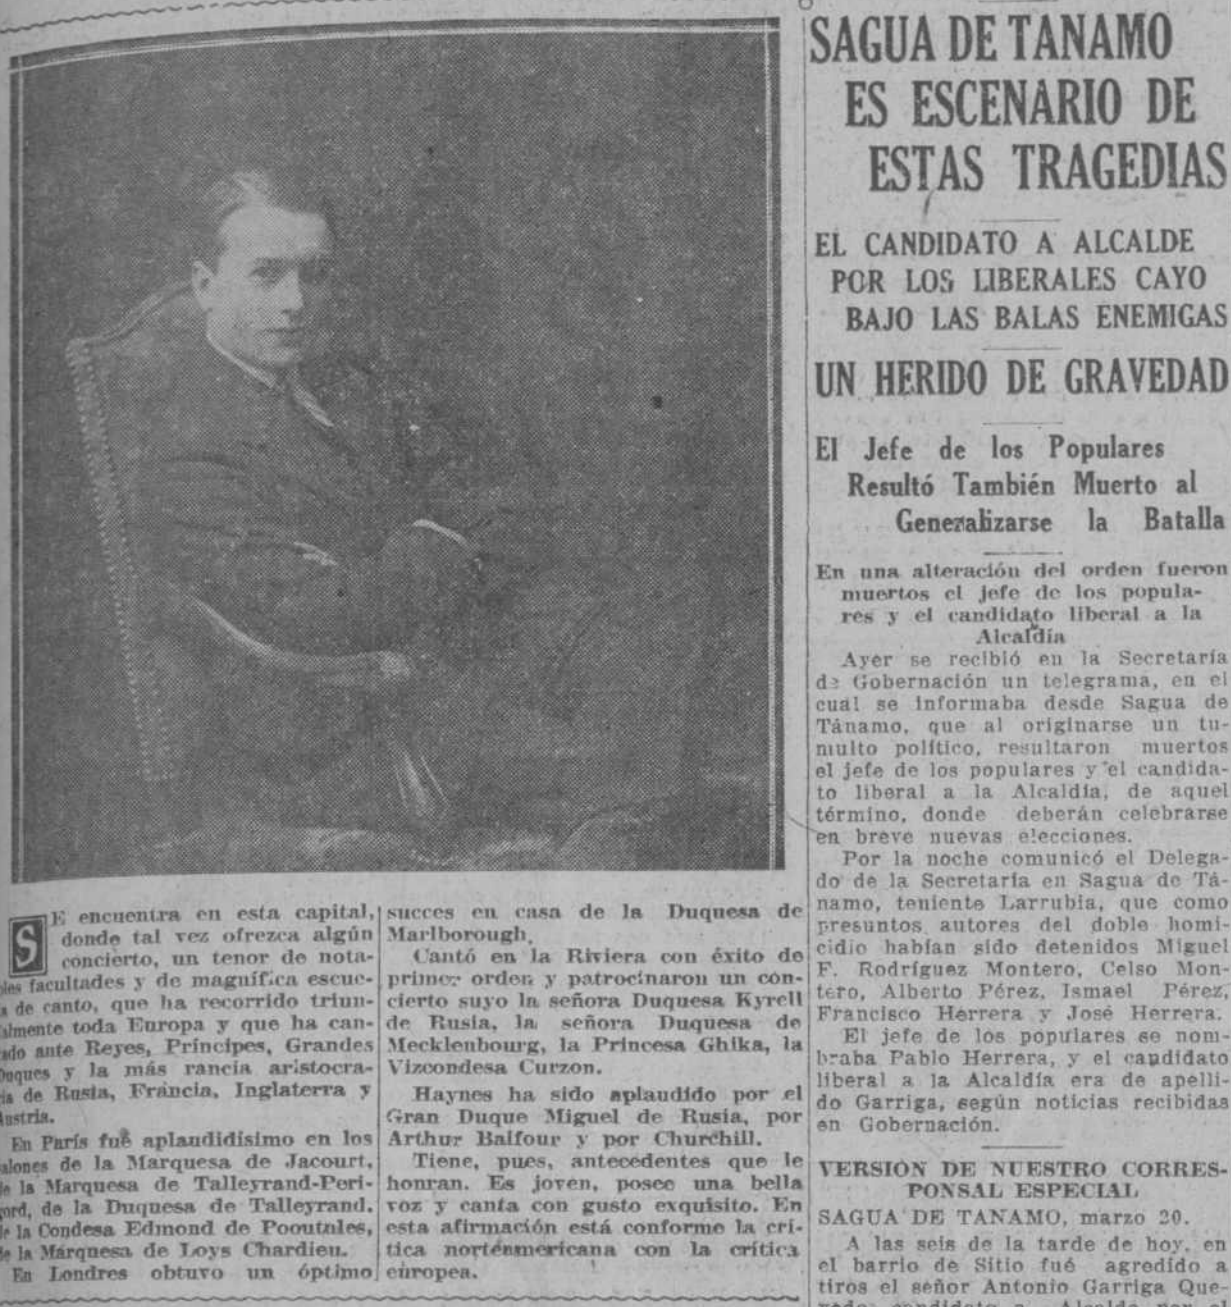 SE encuentra en esta capital,
donde tal vez ofrezca algún
concierto, un tenor de nota-
bles facultades y de magnífica escue-
la de canto, que ha recorrido triun-
falmente toda Europa y que ha can-
tado ante Reyes, Príncipes, Grandes
Duques y la más rancia aristocra-
cia de Rusia, Francia, Inglaterra y
Austria.
En París fué aplaudidísimo en los
salones de la Marquesa de Jacourt,
de la Marquesa de Talleyrand-Peri-
gord, de la Duquesa de Talleyrand,
de la Condesa Edmond de Pooutales,
de la Marquesa de Loys Chardieu.
En Londres obtuvo un óptimo
succes en casa de la Duquesa de
Marlborough.
Cantó en la Riviera con éxito de
primer orden y patrocinaron un con-
cierto suyo la señora Duquesa Kyrell
de Rusia, la señora Duquesa de
Mecklenbourg, la Princesa Ghika, la
Vizcondesa Curzon.
Haynes ha sido aplaudido por el
Gran Duque Miguel de Rusia, por
Arthur Balfour y por Churchill.
Tiene, pues, antecedentes que le
honran. Es joven, posee una bella
voz y canta con gusto exquisito. En
esta afirmación está conforme la crí-
tica norteamericana con la crítica
europea.
SAGUA DE TANAMO
ES ESCENARIO DE
ESTAS TRAGEDIAS
EL CANDIDATO A ALCALDE
POR LOS LIBERALES CAYO
BAJO LAS BALAS ENEMIGAS
UN HERIDO DE GRAVEDAD
El Jefe de los Populares
Resultó También Muerto al
Generalizarse la Batalla
En una alteración del orden fueron
muertos el jefe de los popula-
res y el candidato liberal a la
Alcaldía
Ayer se recibió en la Secretaría
de Gobernación un telegrama, en el
cual se informaba desde Sagua de
Tánamo, que al originarse un tu-
multo político, resultaron muertos
el jefe de los populares y el candida-
to liberal a la Alcaldía, de aquel
término, donde deberán celebrarse
en breve nuevas elecciones.
Por la noche comunicó el Delega-
do de la Secretaría en Sagua de Tá-
namo, teniente Larrubia, que como
presuntos autores del doble homi-
cidio habían sido detenidos Miguel
F. Rodríguez Montero, Celso Mon-
tero, Alberto Pérez, Ismael Pérez,
Francisco Herrera y José Herrera.
El jefe de los populares se nom-
braba Pablo Herrera, y el candidato
liberal a la Alcaldía era de apelli-
do Garriga, según noticias recibidas
en Gobernación.
VERSION DE NUESTRO CORRES-
PONSAL ESPECIAL
SAGUA DE TANAMO, marzo 20.
A las seis de la tarde de hoy, en
el barrio de Sitio fué agredido a
tiros el señor Antonio Garriga Que-